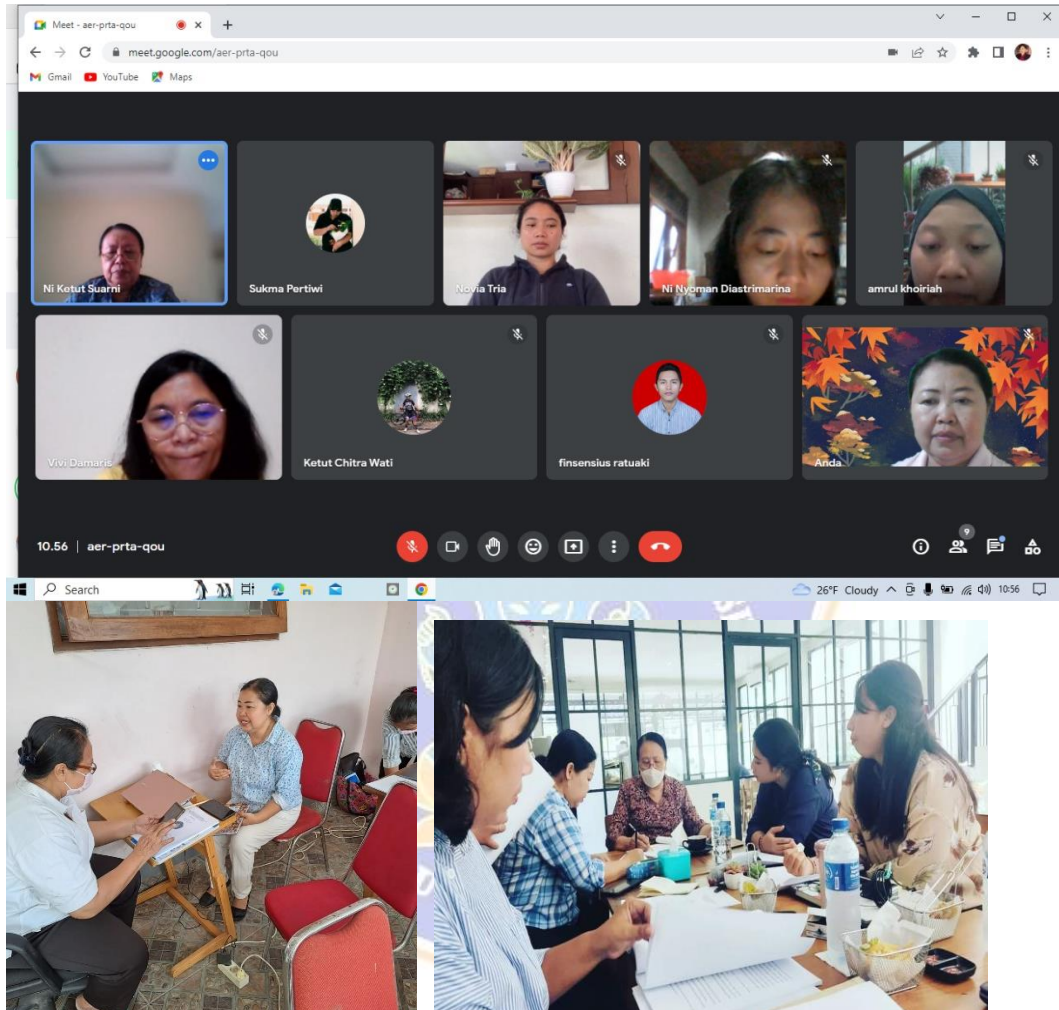 Meet - aer-prta-qou
meet.google.com/aer-prta-qou
Gmail YouTube Maps
Ni Ketut Suarni
Sukma Pertiwi
Novia Tria
Ni Nyoman Diastrimarina
amrul khoiriah
Vivi Damaris
Ketut Chitra Wati
finsensius ratuaki
Anda
10.56 | aer-prta-qou
9
Search
26°F Cloudy
10:56